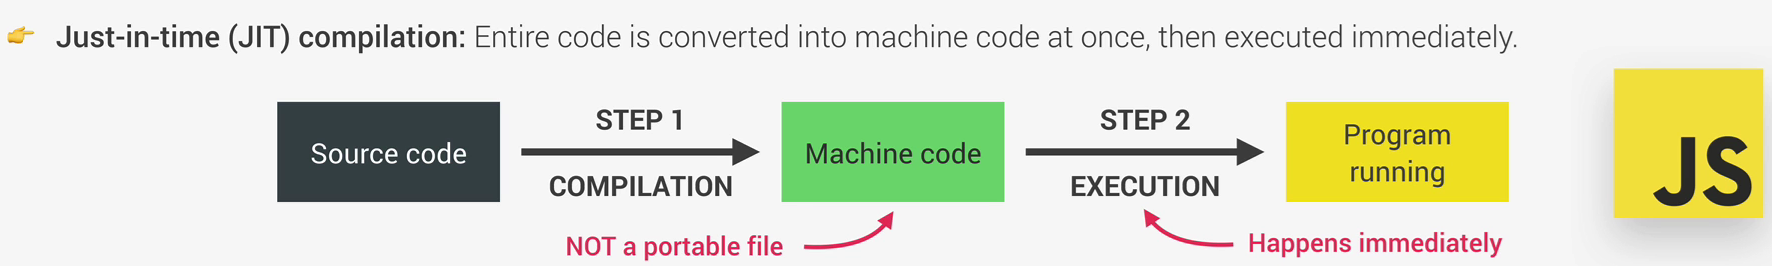 👉 Just-in-time (JIT) compilation: Entire code is converted into machine code at once, then executed immediately.
Source code
STEP 1
COMPILATION
Machine code
STEP 2
EXECUTION
Program
running
NOT a portable file
Happens immediately
JS